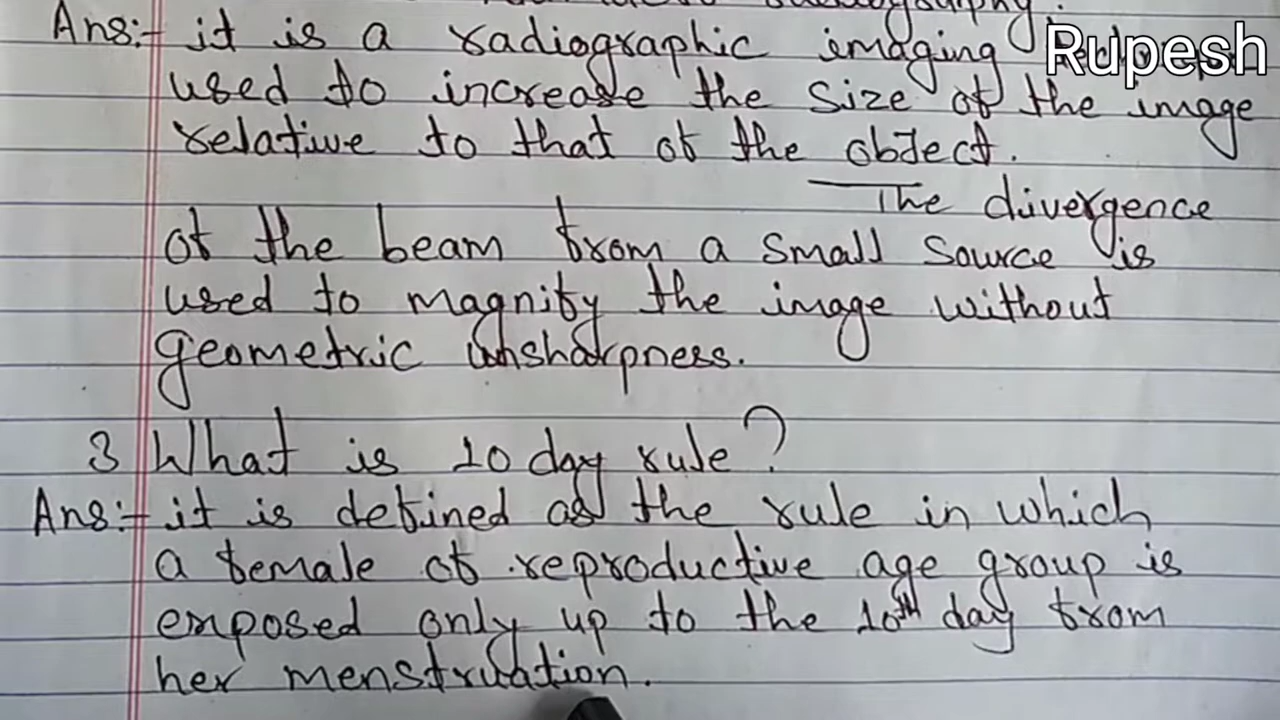 radiography.
Ans:- it is a radiographic imaging
Rupesh
used to increase the size of the image
relative to that of the object.
The divergence
of the beam from a small source is
used to magnify the image without
geometric unsharpness.
3 What is 10 day rule?
Ans:- it is defined as the rule in which
a female of reproductive age group is
exposed only up to the 10th day from
her menstruation.